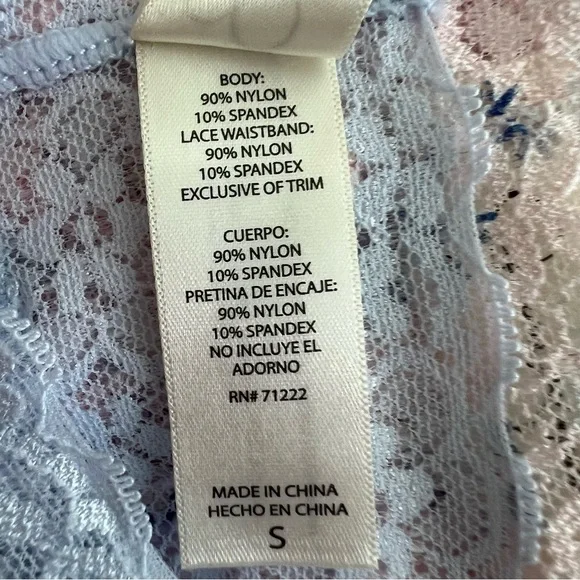 BODY:
90% NYLON
10% SPANDEX
LACE WAISTBAND:
90% NYLON
10% SPANDEX
EXCLUSIVE OF TRIM
CUERPO:
90% NYLON
10% SPANDEX
PRETINA DE ENCAJE:
90% NYLON
10% SPANDEX
NO INCLUYE EL
ADORNO
RN# 71222
MADE IN CHINA
HECHO EN CHINA
S